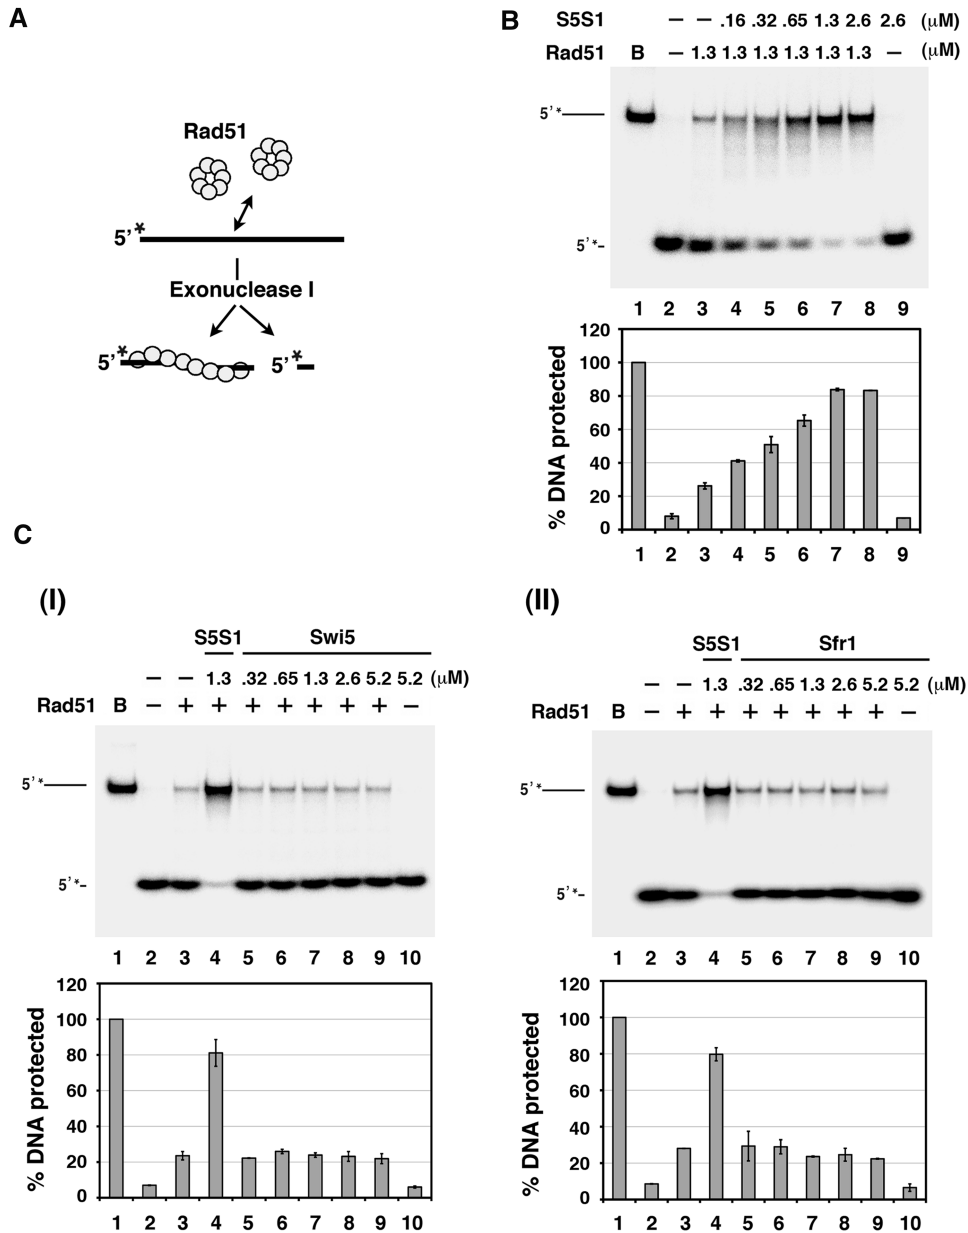 A
Rad51
5'*
Exonuclease I
5'* 5'*
B
S5S1 – – .16 .32 .65 1.3 2.6 2.6 (μM)
Rad51 B – 1.3 1.3 1.3 1.3 1.3 1.3 – (μM)
5'*
5'*-
1 2 3 4 5 6 7 8 9
% DNA protected
120
100
80
60
40
20
0
1 2 3 4 5 6 7 8 9
C
(I)
S5S1 Swi5
– – 1.3 .32 .65 1.3 2.6 5.2 5.2 (μM)
Rad51 B – + + + + + + + –
5'*
5'*-
1 2 3 4 5 6 7 8 9 10
% DNA protected
120
100
80
60
40
20
0
1 2 3 4 5 6 7 8 9 10
(II)
S5S1 Sfr1
– – 1.3 .32 .65 1.3 2.6 5.2 5.2 (μM)
Rad51 B – + + + + + + + –
5'*
5'*-
1 2 3 4 5 6 7 8 9 10
% DNA protected
120
100
80
60
40
20
0
1 2 3 4 5 6 7 8 9 10